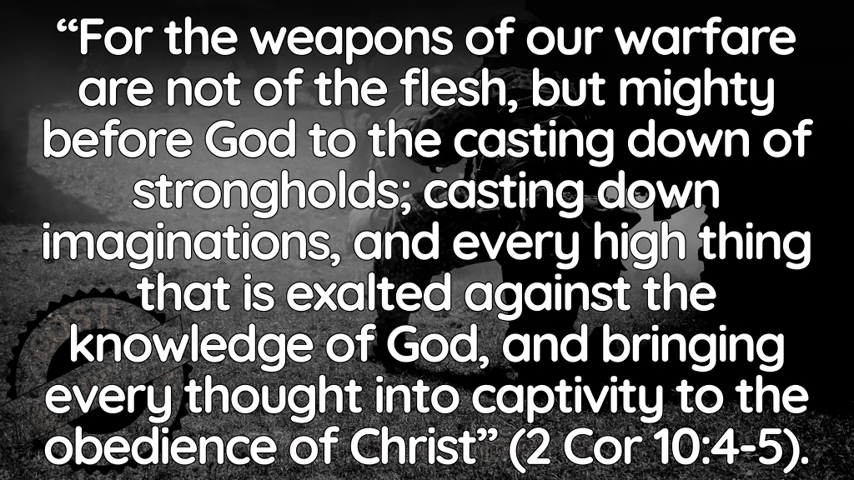 “For the weapons of our warfare
are not of the flesh, but mighty
before God to the casting down of
strongholds; casting down
imaginations, and every high thing
that is exalted against the
knowledge of God, and bringing
every thought into captivity to the
obedience of Christ” (2 Cor 10:4-5).